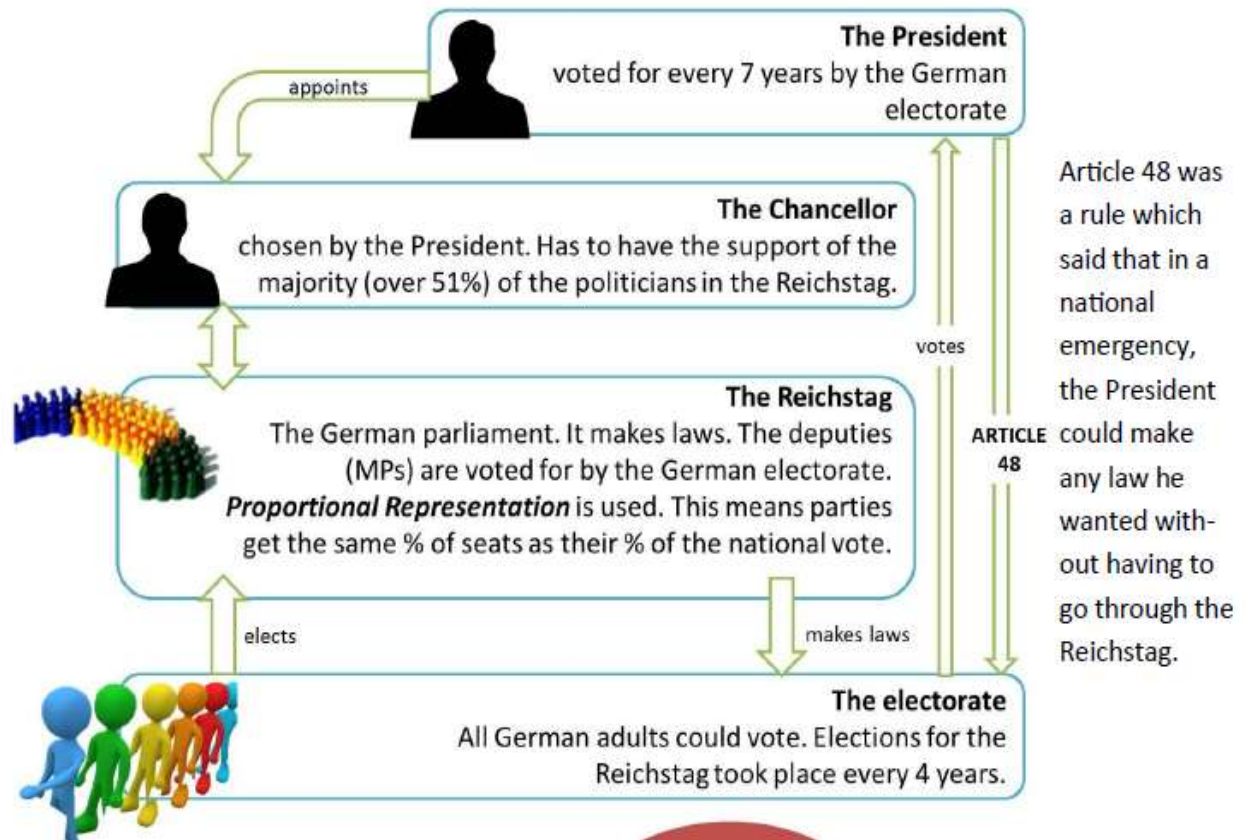 The President
voted for every 7 years by the German
electorate
appoints
The Chancellor
chosen by the President. Has to have the support of the
majority (over 51%) of the politicians in the Reichstag.
votes
The Reichstag
The German parliament. It makes laws. The deputies
(MPs) are voted for by the German electorate.
Proportional Representation is used. This means parties
get the same % of seats as their % of the national vote.
ARTICLE
48
elects
makes laws
The electorate
All German adults could vote. Elections for the
Reichstag took place every 4 years.
Article 48 was
a rule which
said that in a
national
emergency,
the President
could make
any law he
wanted with-
out having to
go through the
Reichstag.